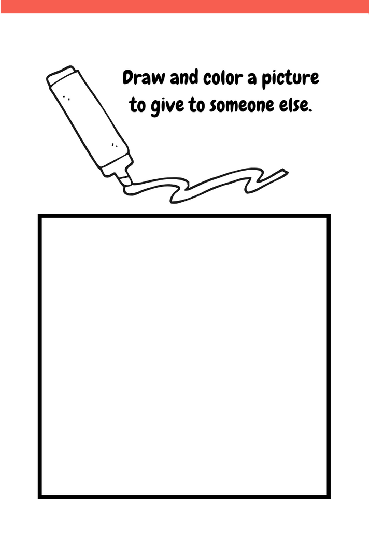 Draw and color a picture
to give to someone else.